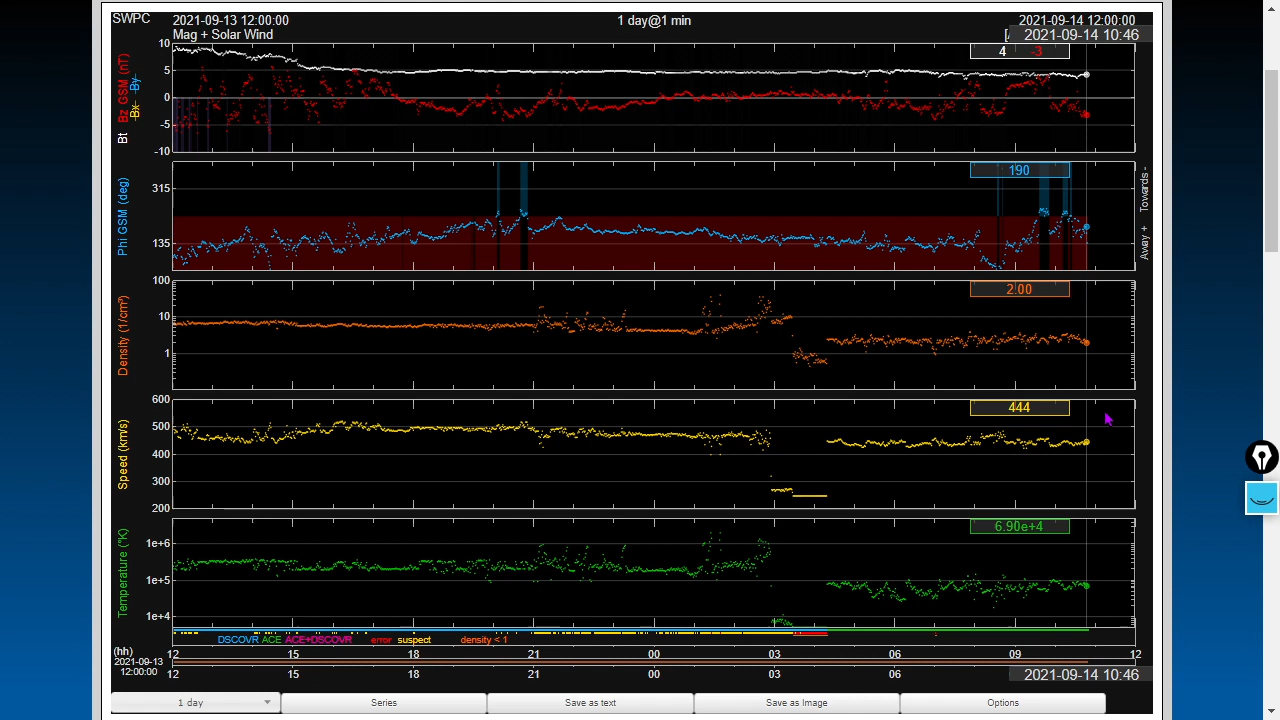 SWPC
2021-09-13 12:00:00
1 day@1 min
2021-09-14 12:00:00
Mag + Solar Wind
[
2021-09-14 10:46
Bt
Bz GSM (nT)
-Bx- -By-
10
5
0
-5
-10
4 -3
Phi GSM (deg)
315
135
190
Away + Towards -
Density (1/cm³)
100
10
1
2.00
Speed (km/s)
600
500
400
300
200
444
Temperature (°K)
1e+6
1e+5
1e+4
6.90e+4
DSCOVR ACE ACE+DSCOVR error suspect density < 1
(hh)
12 15 18 21 00 03 06 09 12
2021-09-13
12:00:00
12 15 18 21 00 03 06
2021-09-14 10:46
1 day
Series
Save as text
Save as Image
Options